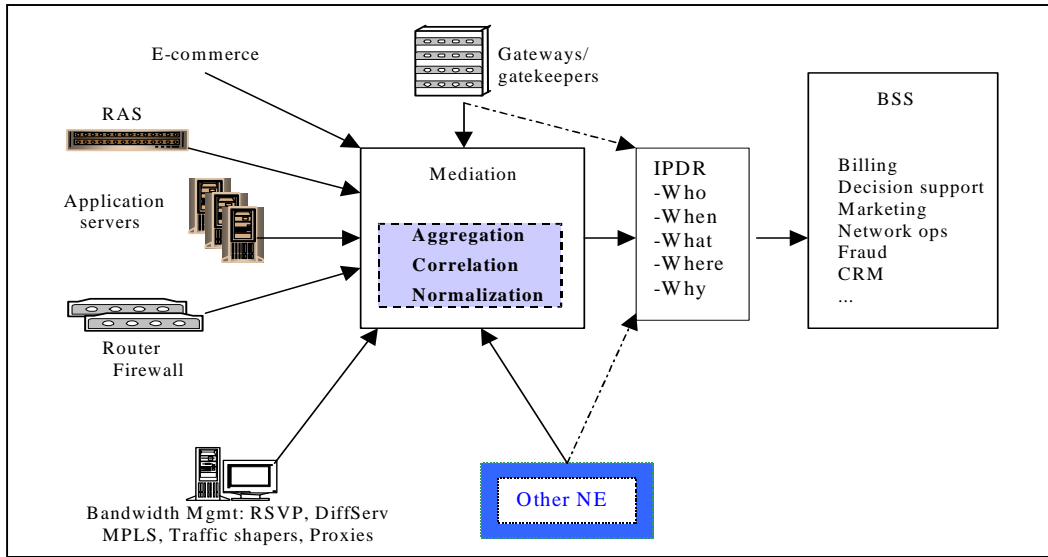 E-commerce
Gateways/
gatekeepers
RAS
Application
servers
Router
Firewall
Mediation
Aggregation
Correlation
Normalization
IPDR
-Who
-When
-What
-Where
-Why
BSS
Billing
Decision support
Marketing
Network ops
Fraud
CRM
...
Bandwidth Mgmt: RSVP, DiffServ
MPLS, Traffic shapers, Proxies
Other NE